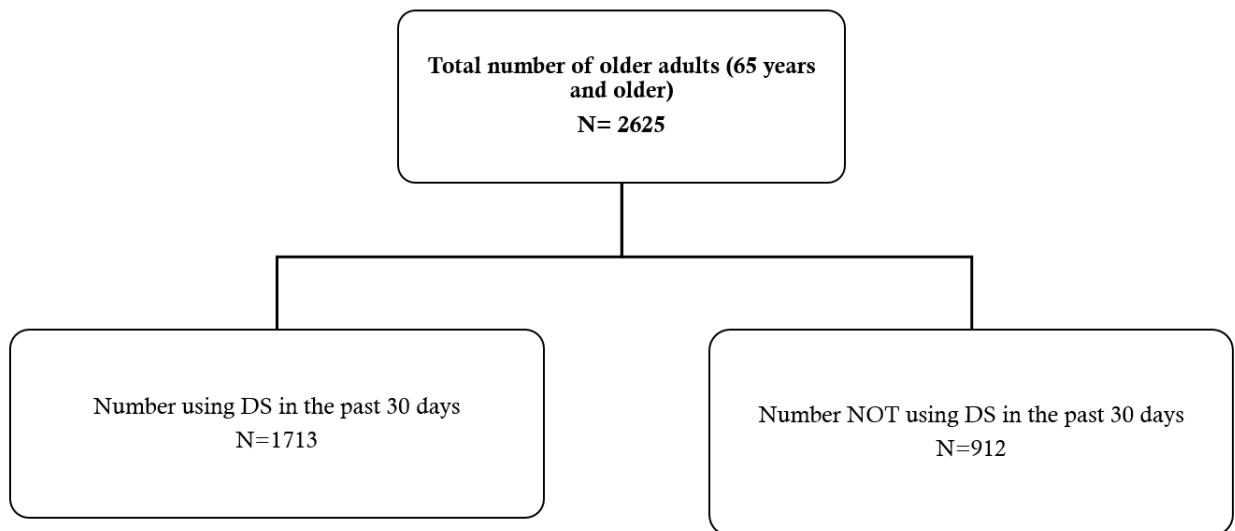 Total number of older adults (65 years
and older)
N= 2625
Number using DS in the past 30 days
N=1713
Number NOT using DS in the past 30 days
N=912